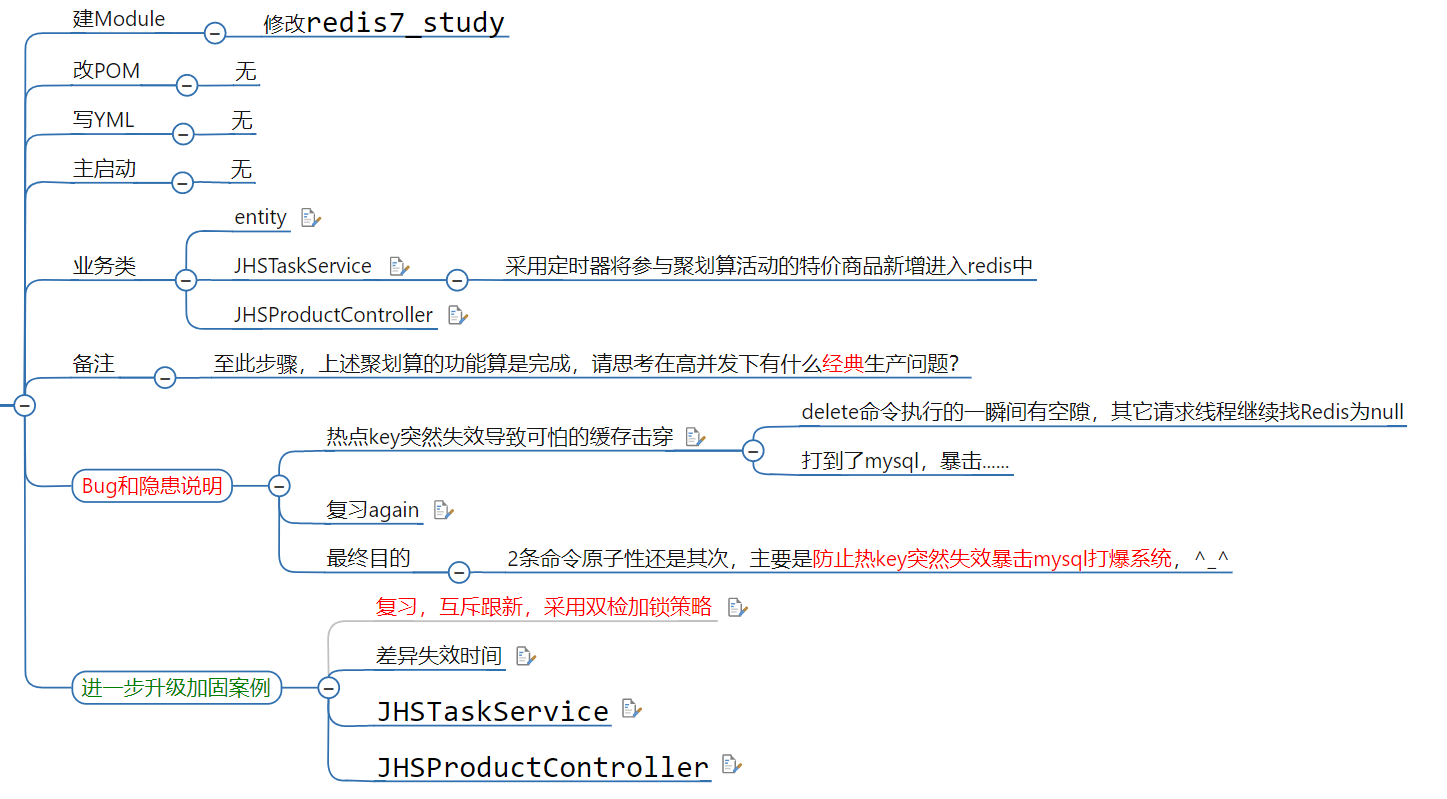 建Module
修改redis7_study
改POM
无
写YML
无
主启动
无
业务类
entity
JHSTaskService
采用定时器将参与聚划算活动的特价商品新增进入redis中
JHSProductController
备注
至此步骤，上述聚划算的功能算是完成，请思考在高并发下有什么经典生产问题？
Bug和隐患说明
热点key突然失效导致可怕的缓存击穿
delete命令执行的一瞬间有空隙，其它请求线程继续找Redis为null
打到了mysql，暴击......
复习again
最终目的
2条命令原子性还是其次，主要是防止热key突然失效暴击mysql打爆系统，^_^
进一步升级加固案例
复习，互斥跟新，采用双检加锁策略
差异失效时间
JHSTaskService
JHSProductController